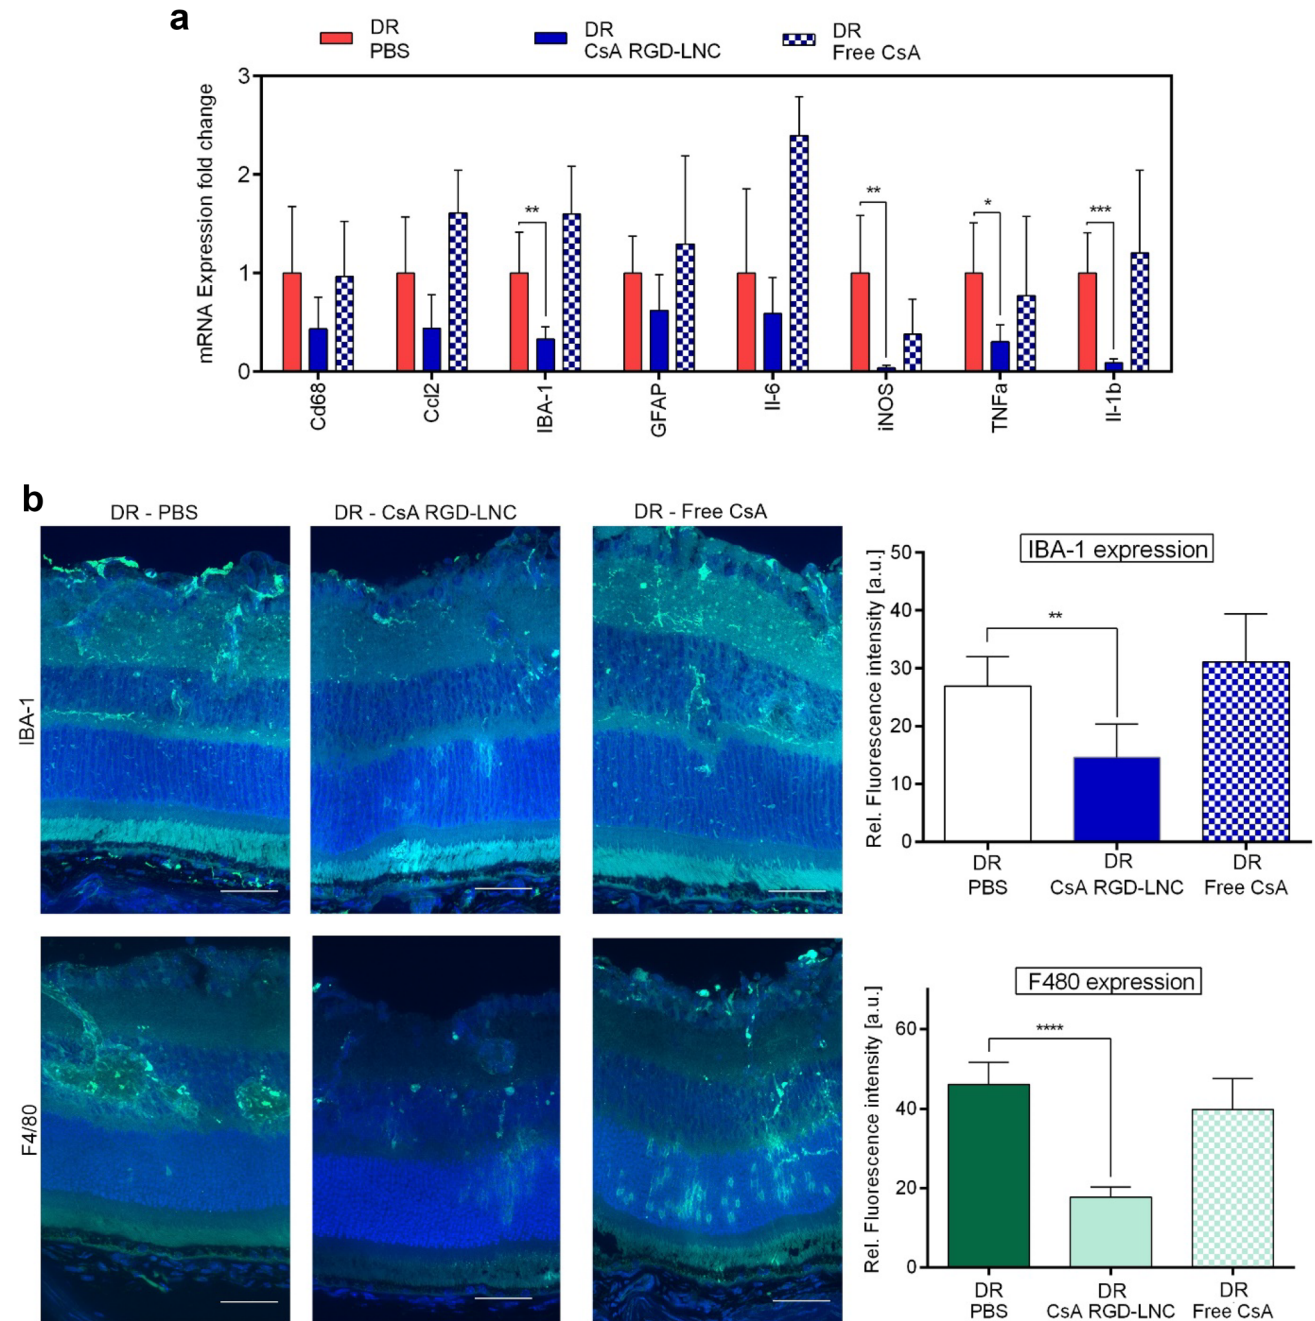 a
DR
PBS
DR
CsA RGD-LNC
DR
Free CsA
mRNA Expression fold change
3
2
1
0
**
**
*
***
Cd68
Ccl2
IBA-1
GFAP
Il-6
iNOS
TNFa
Il-1b
b
DR - PBS
DR - CsA RGD-LNC
DR - Free CsA
IBA-1
F4/80
IBA-1 expression
Rel. Fluorescence intensity [a.u.]
50
40
30
20
10
0
**
DR
PBS
DR
CsA RGD-LNC
DR
Free CsA
F480 expression
Rel. Fluorescence intensity [a.u.]
60
40
20
0
****
DR
PBS
DR
CsA RGD-LNC
DR
Free CsA